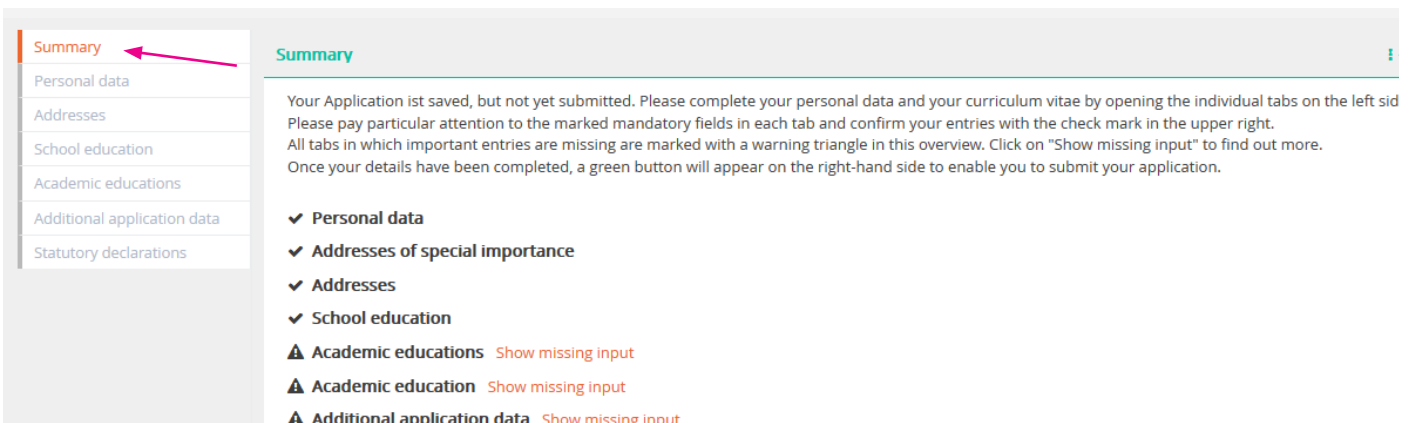 Summary
Personal data
Addresses
School education
Academic educations
Additional application data
Statutory declarations
Summary
Your Application ist saved, but not yet submitted. Please complete your personal data and your curriculum vitae by opening the individual tabs on the left sid
Please pay particular attention to the marked mandatory fields in each tab and confirm your entries with the check mark in the upper right.
All tabs in which important entries are missing are marked with a warning triangle in this overview. Click on "Show missing input" to find out more.
Once your details have been completed, a green button will appear on the right-hand side to enable you to submit your application.
Personal data
Addresses of special importance
Addresses
School education
Academic educations Show missing input
Academic education Show missing input
Additional application data Show missing input